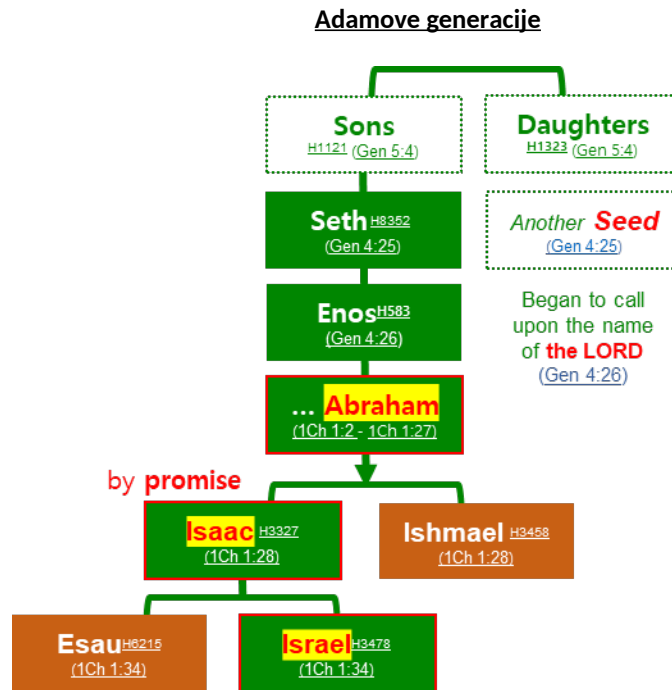 Adamove generacije
Sons
H1121 (Gen 5:4)
Daughters
H1323 (Gen 5:4)
Seth H8352
(Gen 4:25)
Another Seed
(Gen 4:25)
Enos H583
(Gen 4:26)
Began to call
upon the name
of the LORD
(Gen 4:26)
... Abraham
(1Ch 1:2 - 1Ch 1:27)
by promise
Isaac H3327
(1Ch 1:28)
Ishmael H3458
(1Ch 1:28)
Esau H6215
(1Ch 1:34)
Israel H3478
(1Ch 1:34)